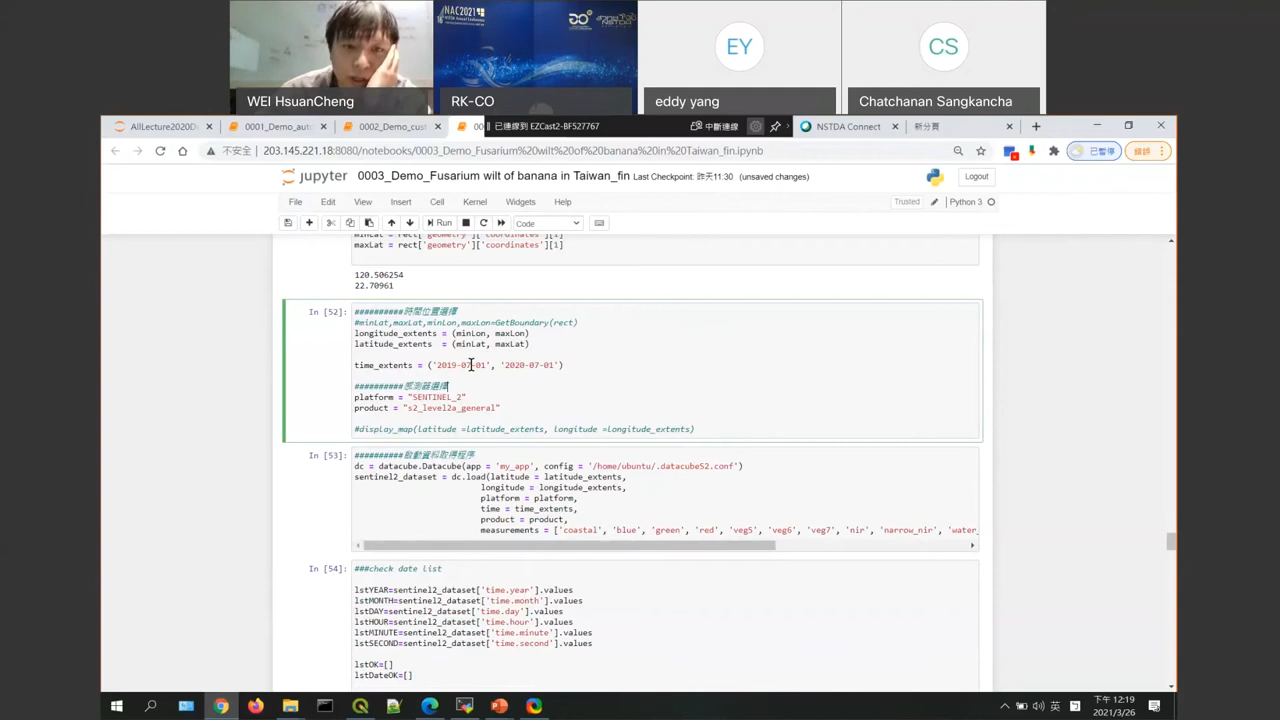 NAC2021
NSTDA
EY
CS
WEI HsuanCheng
RK-CO
eddy yang
Chatchanan Sangkancha
AllLecture2020D
0001_Demo_auto
0002_Demo_cust
00
已連線到 EZCast2-BF527767
中斷連線
NSTDA Connect
新分頁
不安全
203.145.221.18:8080/notebooks/0003_Demo_Fusarium%20wilt%20of%20banana%20in%20Taiwan_fin.ipynb
已暫停
錯誤
jupyter
0003_Demo_Fusarium wilt of banana in Taiwan_fin Last Checkpoint: 昨天11:30 (unsaved changes)
Logout
File Edit View Insert Cell Kernel Widgets Help
Trusted
Python 3
Run
Code
minLat = rect['geometry']['coordinates'][1]
maxLat = rect['geometry']['coordinates'][1]
120.506254
22.70961
In [52]:
##########時間位置選擇
#minLat,maxLat,minLon,maxLon=GetBoundary(rect)
longitude_extents = (minLon, maxLon)
latitude_extents = (minLat, maxLat)
time_extents = ('2019-07-01', '2020-07-01')
##########感測器選擇
platform = "SENTINEL_2"
product = "s2_level2a_general"
#display_map(latitude =latitude_extents, longitude =longitude_extents)
In [53]:
##########啟動資料取得程序
dc = datacube.Datacube(app = 'my_app', config = '/home/ubuntu/.datacubeS2.conf')
sentinel2_dataset = dc.load(latitude = latitude_extents,
longitude = longitude_extents,
platform = platform,
time = time_extents,
product = product,
measurements = ['coastal', 'blue', 'green', 'red', 'veg5', 'veg6', 'veg7', 'nir', 'narrow_nir', 'water_
In [54]:
###check date list
lstYEAR=sentinel2_dataset['time.year'].values
lstMONTH=sentinel2_dataset['time.month'].values
lstDAY=sentinel2_dataset['time.day'].values
lstHOUR=sentinel2_dataset['time.hour'].values
lstMINUTE=sentinel2_dataset['time.minute'].values
lstSECOND=sentinel2_dataset['time.second'].values
lstOK=[]
lstDateOK=[]
英
下午 12:19
2021/3/26